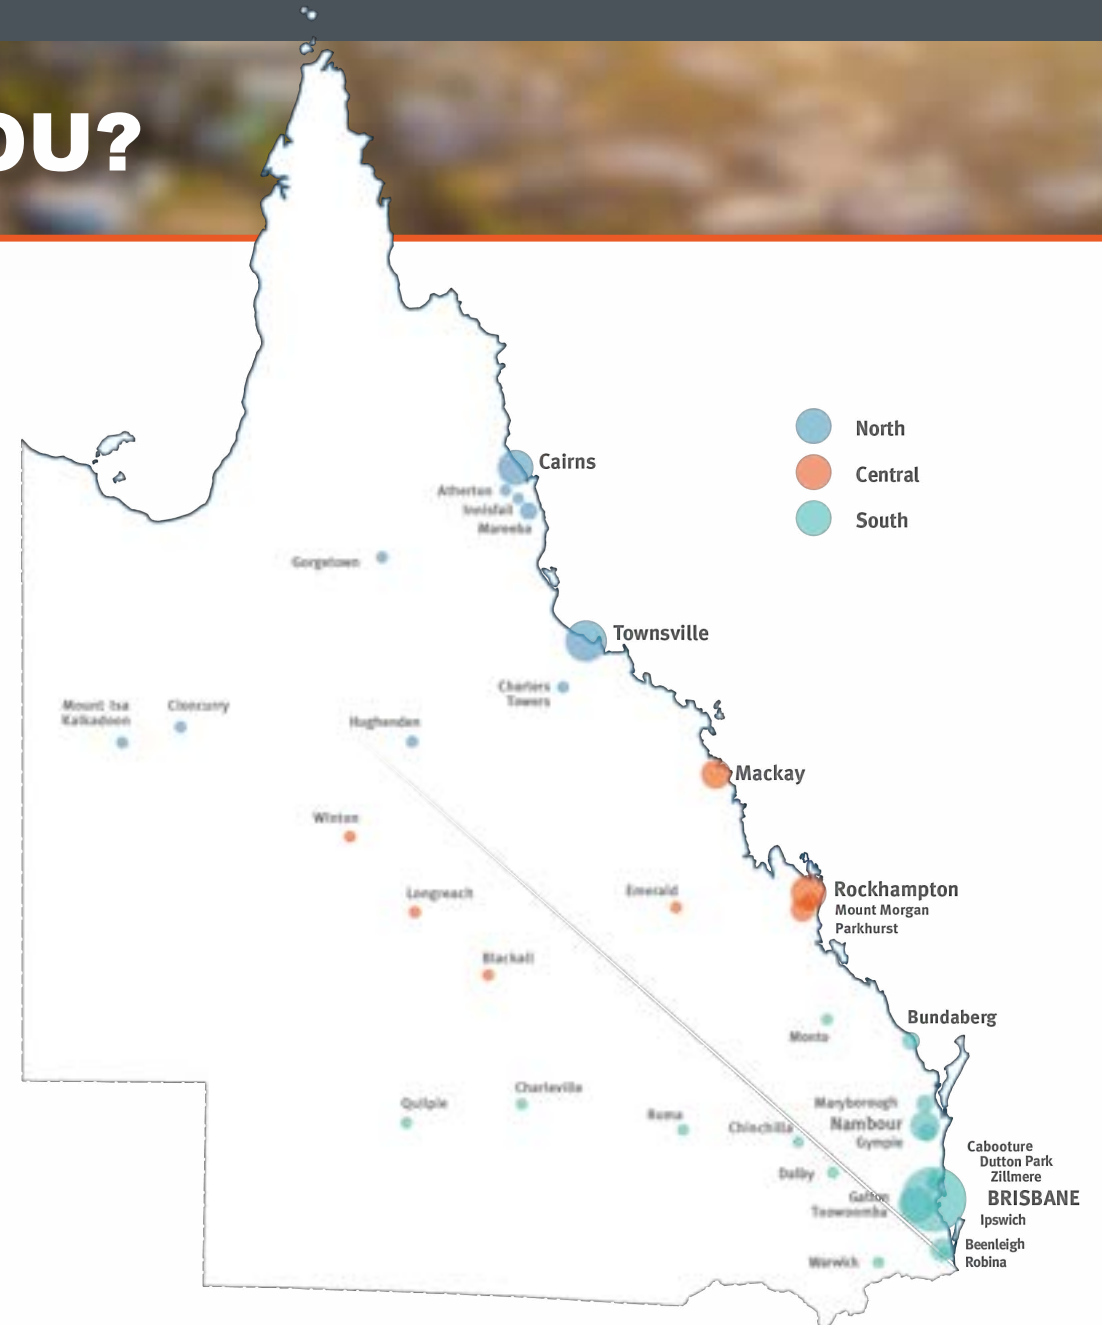 OU?
North
Cairns
Central
Atherton
Innisfail
South
Mareeba
Gorgetown
Townsville
Charters
Towers
Mount Isa
Kalkadoon
Cloncurry
Hughenden
Mackay
Winton
Longreach
Emerald
Rockhampton
Mount Morgan
Parkhurst
Blackall
Bundaberg
Monto
Charleville
Quilpie
Roma
Maryborough
Chinchilla
Nambour
Gympie
Cabooture
Dutton Park
Zillmere
Dalby
BRISBANE
Gatton
Toowoomba
Ipswich
Beenleigh
Robina
Warwick